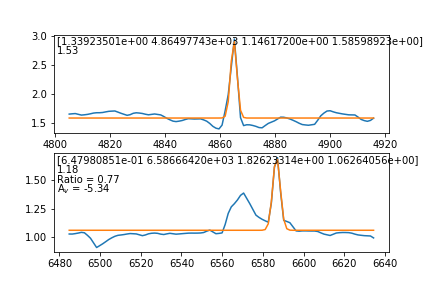 [1.33923501e+00 4.86497743e+03 1.14617200e+00 1.58598923e+00]
1.53
3.0
2.5
2.0
1.5
4800 4820 4840 4860 4880 4900 4920
[6.47980851e-01 6.58666420e+03 1.82623314e+00 1.06264056e+00]
1.18
Ratio = 0.77
Aᵥ = -5.34
1.50
1.25
1.00
6480 6500 6520 6540 6560 6580 6600 6620 6640